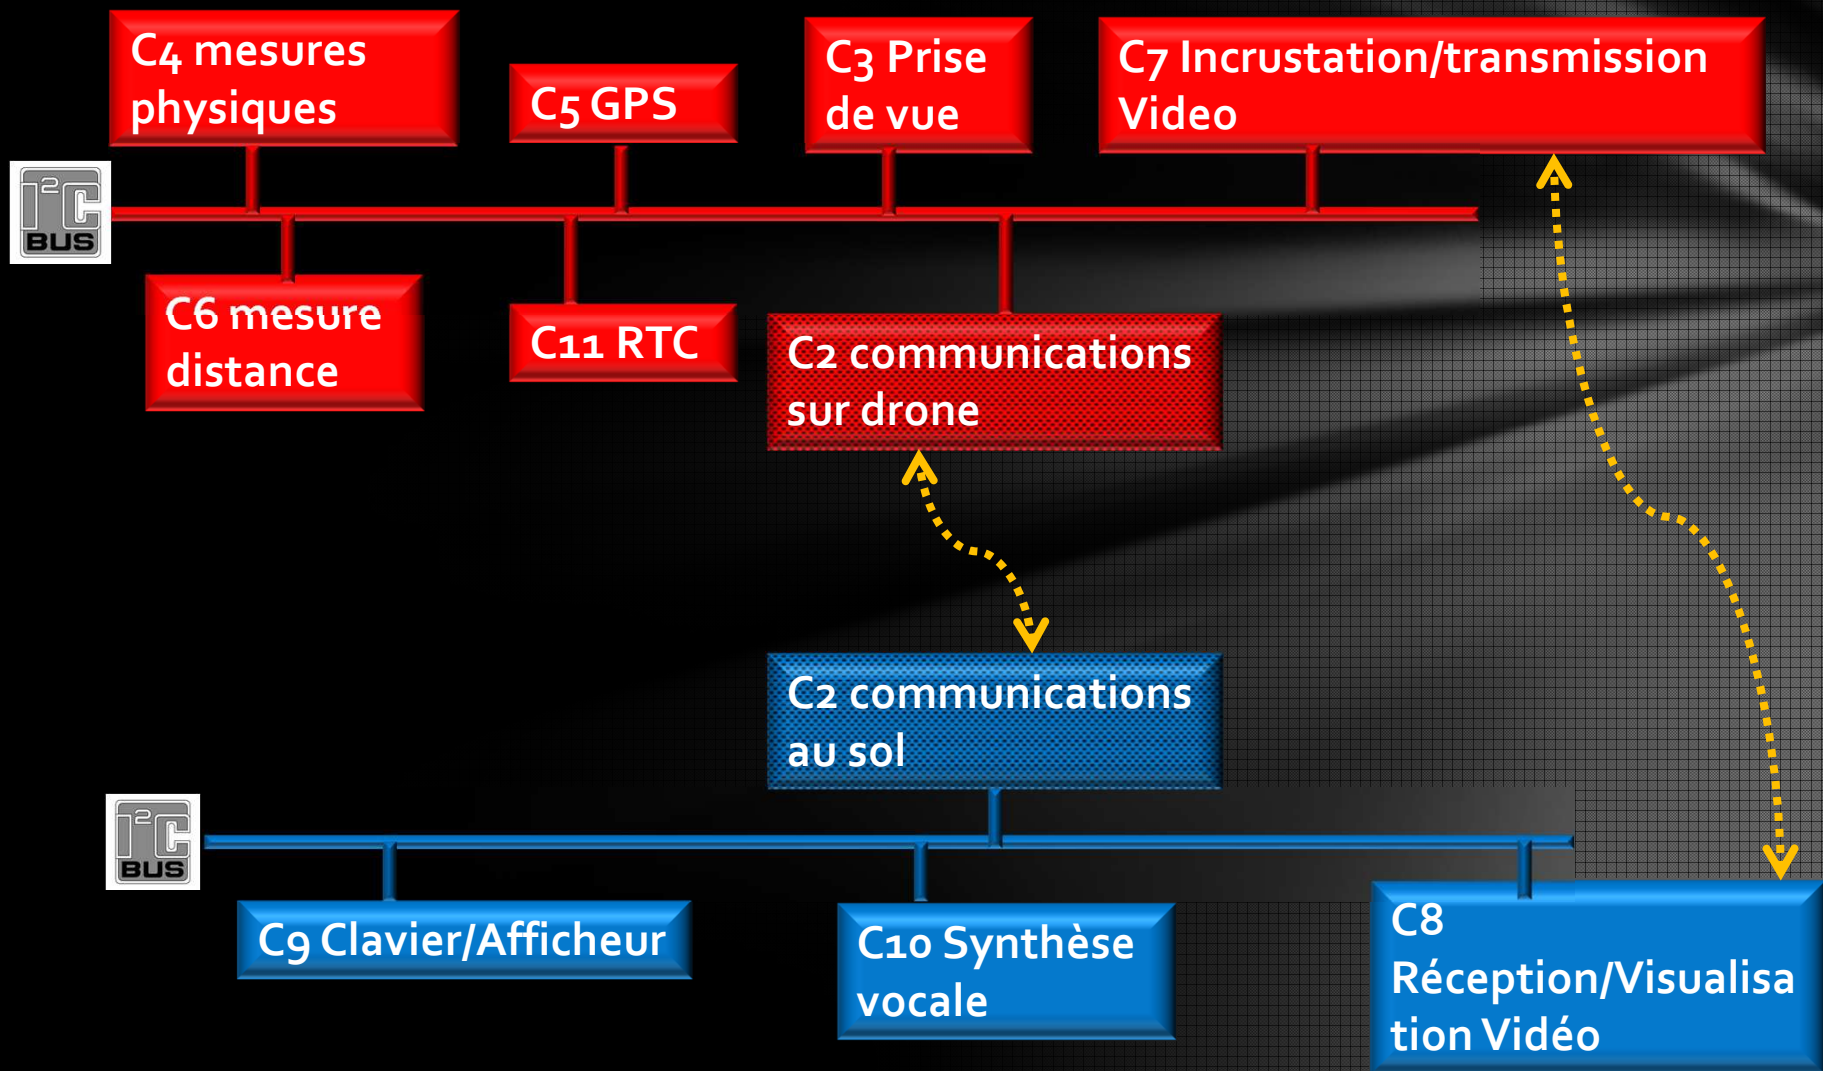 C4 mesures
physiques
C5 GPS
C3 Prise
de vue
C7 Incrustation/transmission
Video
I2C
BUS
C6 mesure
distance
C11 RTC
C2 communications
sur drone
C2 communications
au sol
I2C
BUS
C9 Clavier/Afficheur
C10 Synthèse
vocale
C8
Réception/Visualisa
tion Vidéo